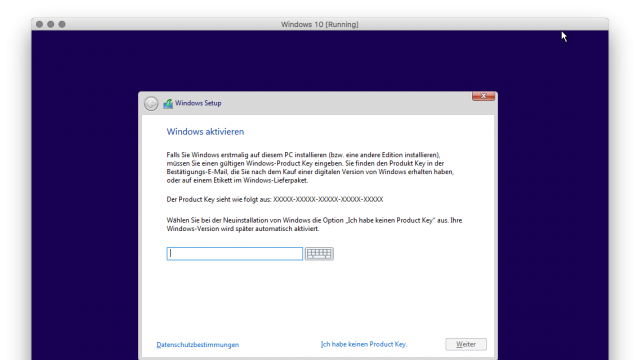 Windows 10 [Running]
Windows Setup
Windows aktivieren
Falls Sie Windows erstmalig auf diesem PC installieren (bzw. eine andere Edition installieren),
müssen Sie einen gültigen Windows-Product Key eingeben. Sie finden den Produkt Key in der
Bestätigungs-E-Mail, die Sie nach dem Kauf einer digitalen Version von Windows erhalten haben,
oder auf einem Etikett im Windows-Lieferpaket.
Der Product Key sieht wie folgt aus: XXXXX-XXXXX-XXXXX-XXXXX-XXXXX
Wählen Sie bei der Neuinstallation von Windows die Option „Ich habe keinen Product Key" aus. Ihre
Windows-Version wird später automatisch aktiviert.
Datenschutzbestimmungen
Ich habe keinen Product Key.
Weiter